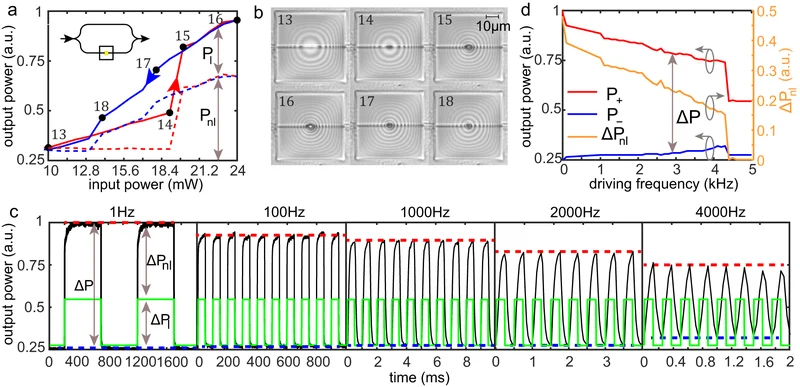 a
output power (a.u.)
1
0.75
0.5
0.25
13
14
15
16
17
18
P_l
P_nl
10 12.8 15.6 18.4 21.2 24
input power (mW)
b
13 14 15
10μm
16 17 18
d
output power (a.u.)
1
0.75
0.5
0.25
P+
P−
ΔP_nl
ΔP
0.5
0.4
0.3
0.2
0.1
0
ΔP_nl (a.u.)
0 1 2 3 4 5
driving frequency (kHz)
c
output power (a.u.)
1
0.75
0.5
0.25
1Hz 100Hz 1000Hz 2000Hz 4000Hz
ΔP
ΔP_nl
ΔP_l
0 400 800 1200 1600 0 200 400 600 800 0 2 4 6 8 0 1 2 3 0 0.4 0.8 1.2 1.6 2
time (ms)